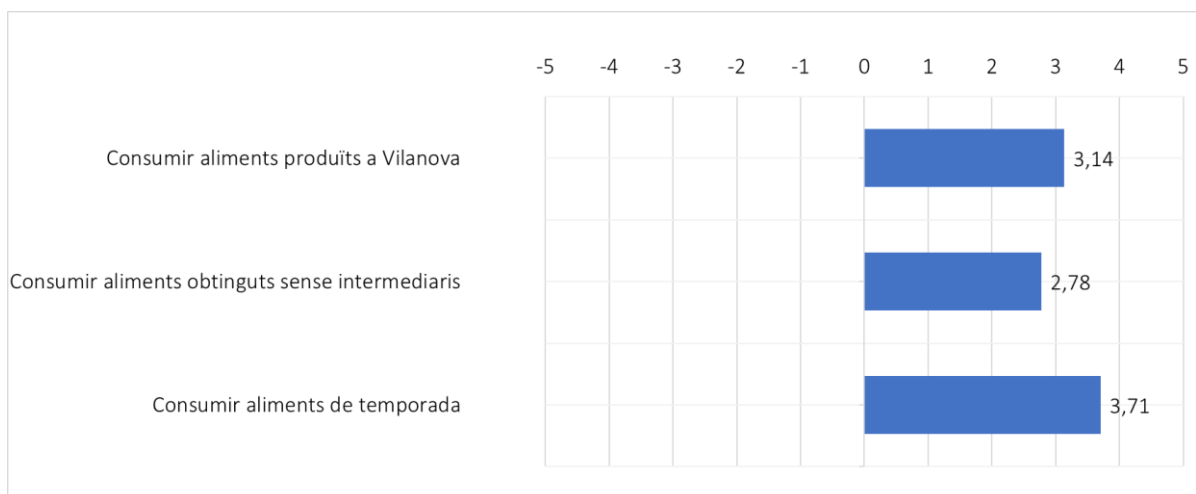 -5 -4 -3 -2 -1 0 1 2 3 4 5
Consumir aliments produïts a Vilanova 3,14
Consumir aliments obtinguts sense intermediaris 2,78
Consumir aliments de temporada 3,71